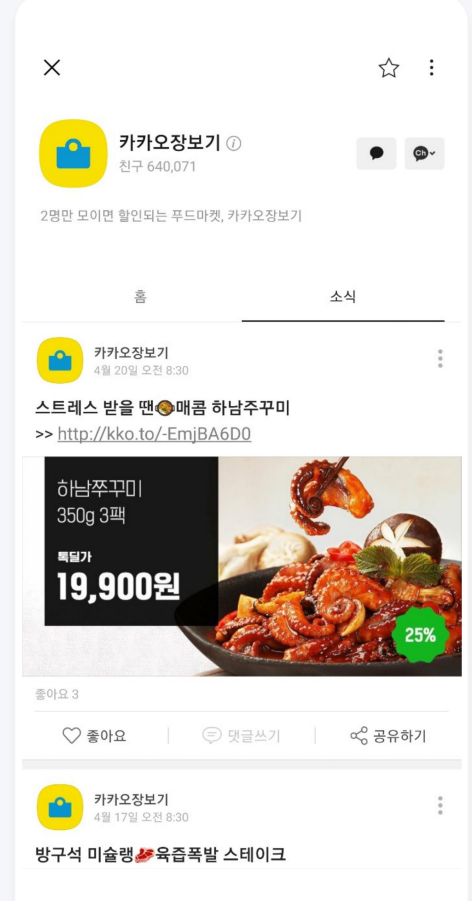 카카오장보기
친구 640,071
Ch
2명만 모이면 할인되는 푸드마켓, 카카오장보기
홈 소식
카카오장보기
4월 20일 오전 8:30
스트레스 받을 땐🥘매콤 하남주꾸미
>> http://kko.to/-EmjBA6D0
하남쭈꾸미
350g 3팩
톡딜가
19,900원
25%
좋아요 3
좋아요 댓글쓰기 공유하기
카카오장보기
4월 17일 오전 8:30
방구석 미슐랭🥩육즙폭발 스테이크